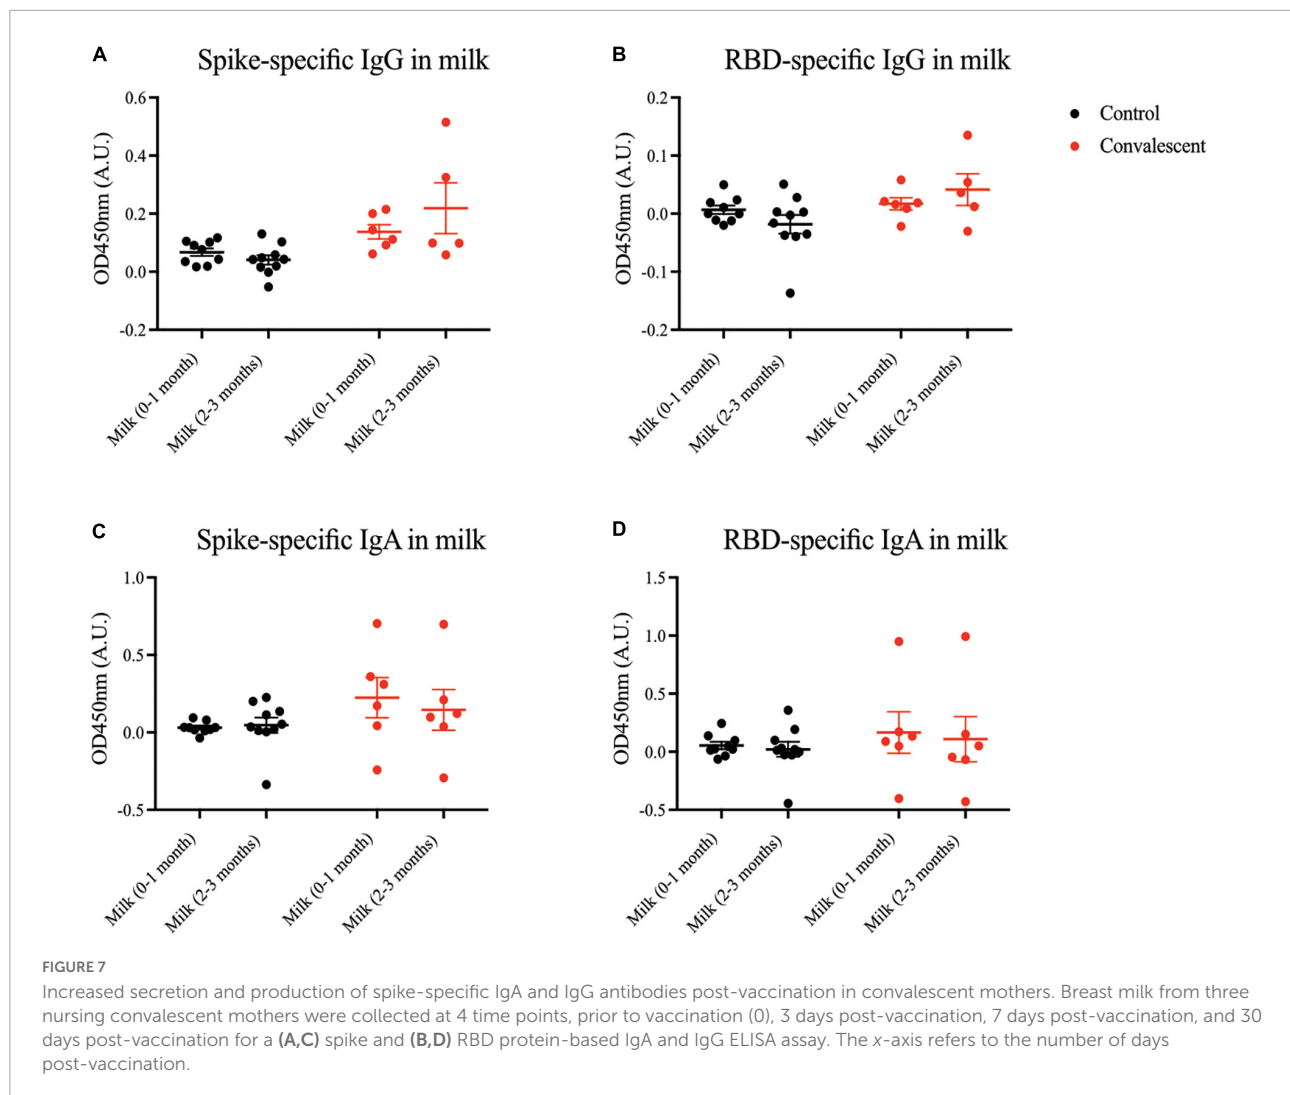 A
Spike-specific IgG in milk
OD450nm (A.U.)
0.6
0.4
0.2
0.0
-0.2
Milk (0-1 month)
Milk (2-3 months)
Milk (0-1 month)
Milk (2-3 months)
B
RBD-specific IgG in milk
OD450nm (A.U.)
0.2
0.1
0.0
-0.1
-0.2
Milk (0-1 month)
Milk (2-3 months)
Milk (0-1 month)
Milk (2-3 months)
Control
Convalescent
C
Spike-specific IgA in milk
OD450nm (A.U.)
1.0
0.5
0.0
-0.5
Milk (0-1 month)
Milk (2-3 months)
Milk (0-1 month)
Milk (2-3 months)
D
RBD-specific IgA in milk
OD450nm (A.U.)
1.5
1.0
0.5
0.0
-0.5
Milk (0-1 month)
Milk (2-3 months)
Milk (0-1 month)
Milk (2-3 months)
FIGURE 7
Increased secretion and production of spike-specific IgA and IgG antibodies post-vaccination in convalescent mothers. Breast milk from three
nursing convalescent mothers were collected at 4 time points, prior to vaccination (0), 3 days post-vaccination, 7 days post-vaccination, and 30
days post-vaccination for a (A,C) spike and (B,D) RBD protein-based IgA and IgG ELISA assay. The x-axis refers to the number of days
post-vaccination.